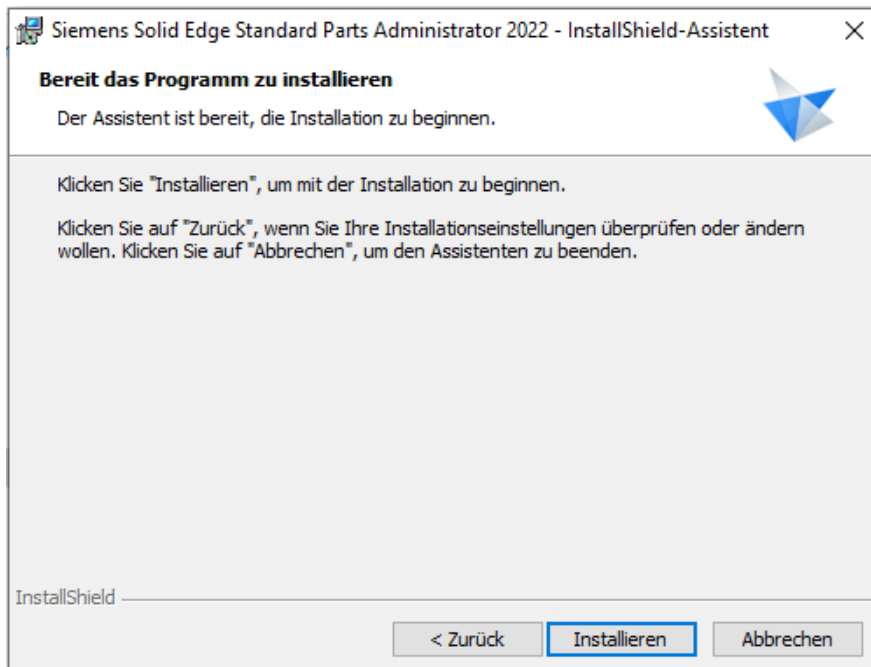 Siemens Solid Edge Standard Parts Administrator 2022 - InstallShield-Assistent
Bereit das Programm zu installieren
Der Assistent ist bereit, die Installation zu beginnen.
Klicken Sie "Installieren", um mit der Installation zu beginnen.
Klicken Sie auf "Zurück", wenn Sie Ihre Installationseinstellungen überprüfen oder ändern
wollen. Klicken Sie auf "Abbrechen", um den Assistenten zu beenden.
InstallShield
< Zurück
Installieren
Abbrechen